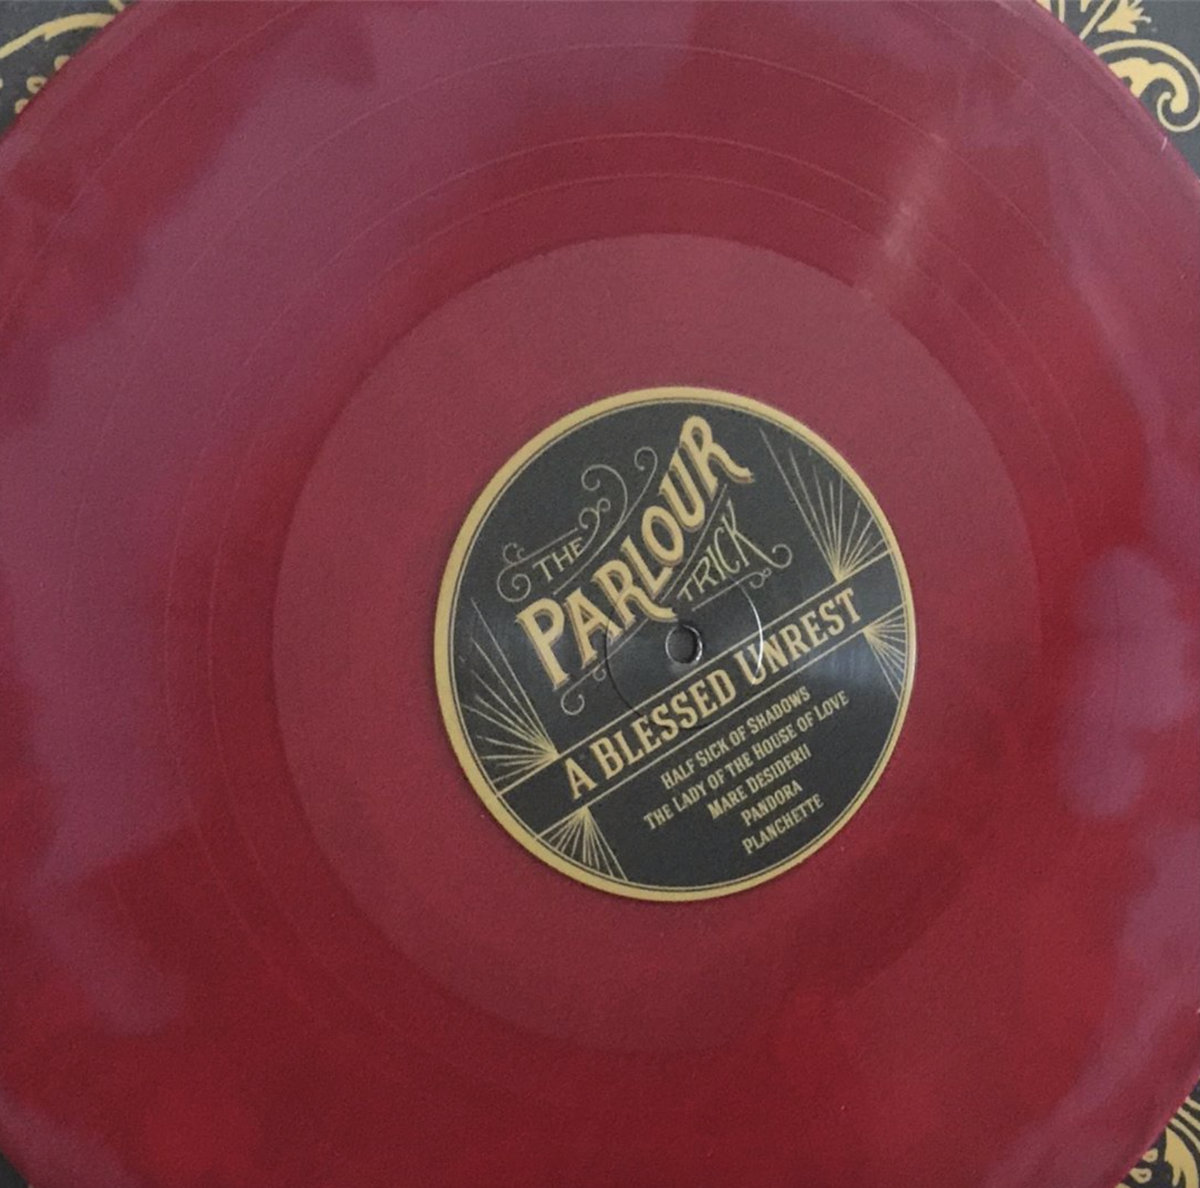 THE
PARLOUR
TRICK
A BLESSED UNREST
HALF SICK OF SHADOWS
THE LADY OF THE HOUSE OF LOVE
MARE DESIDERII
PANDORA
PLANCHETTE